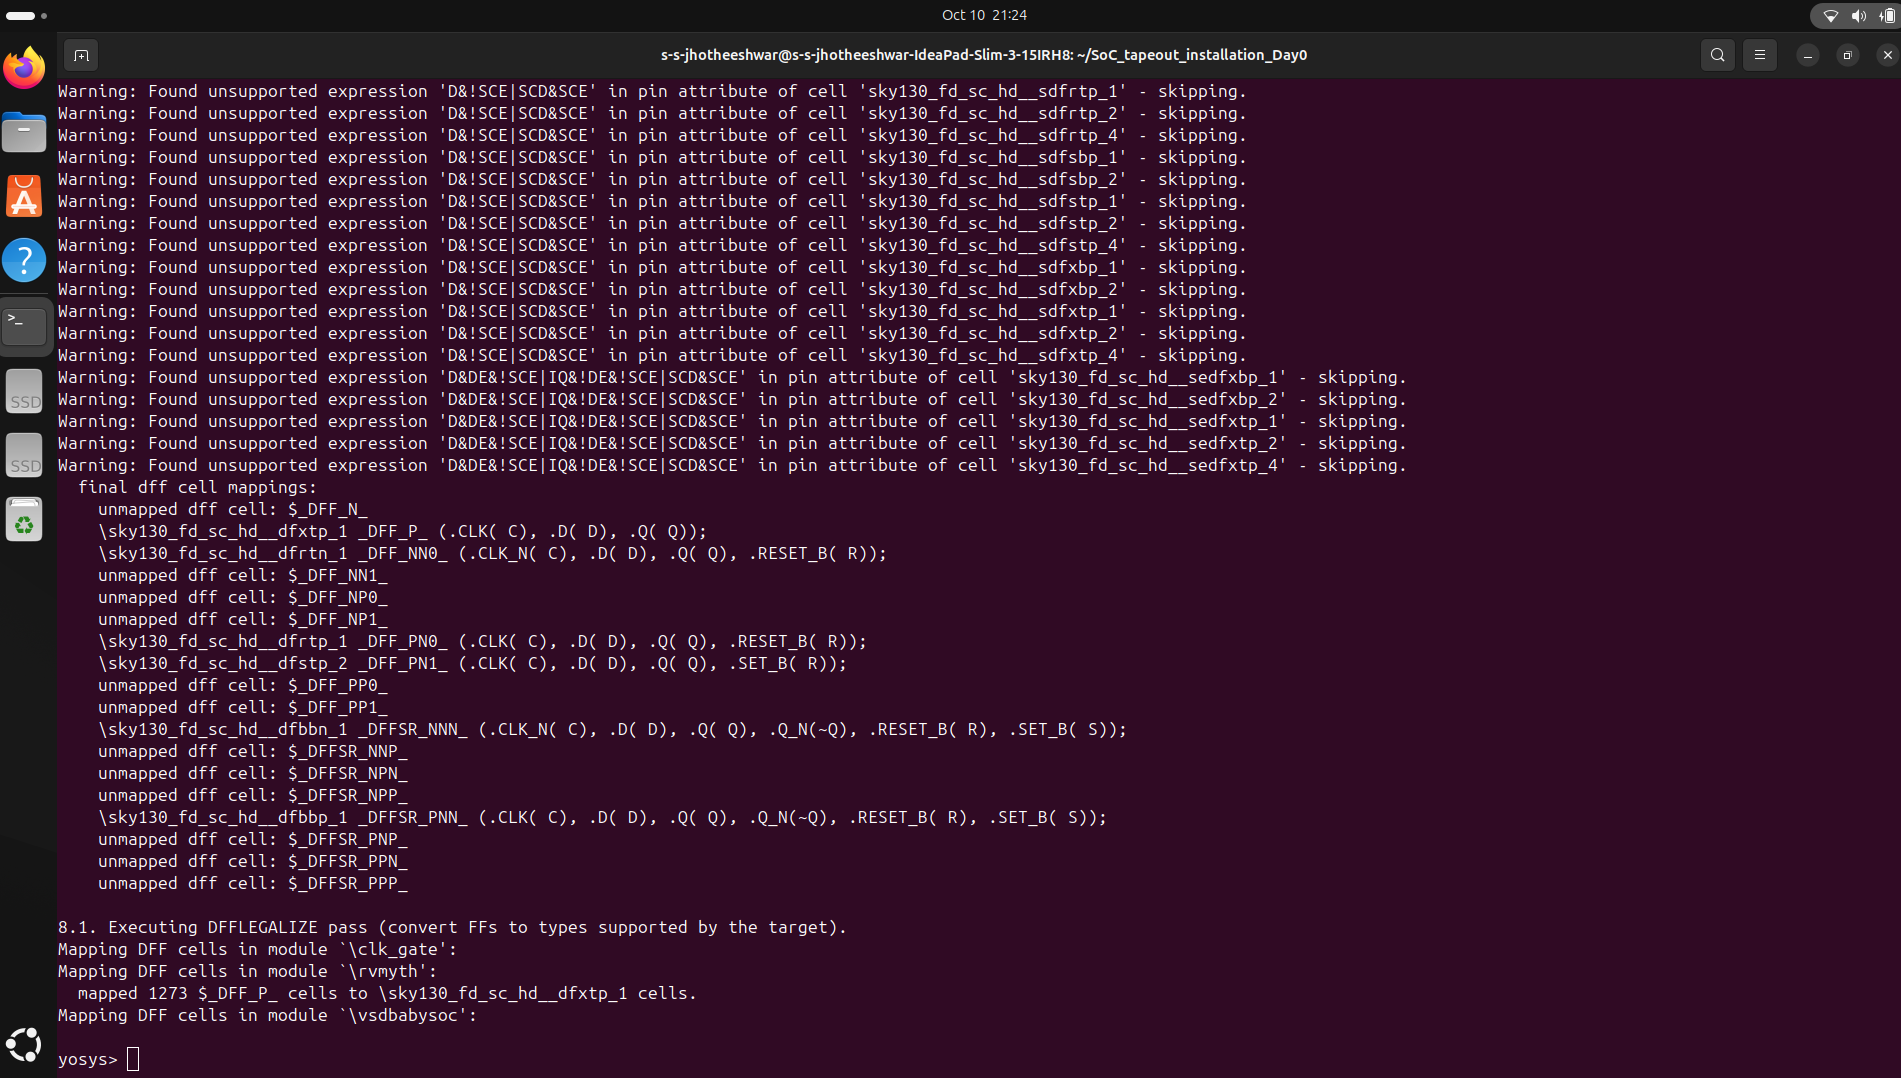 Oct 10 21:24
s-s-jhotheeshwar@s-s-jhotheeshwar-IdeaPad-Slim-3-15IRH8: ~/SoC_tapeout_installation_Day0
Warning: Found unsupported expression 'D&!SCE|SCD&SCE' in pin attribute of cell 'sky130_fd_sc_hd__sdfrtp_1' - skipping.
Warning: Found unsupported expression 'D&!SCE|SCD&SCE' in pin attribute of cell 'sky130_fd_sc_hd__sdfrtp_2' - skipping.
Warning: Found unsupported expression 'D&!SCE|SCD&SCE' in pin attribute of cell 'sky130_fd_sc_hd__sdfrtp_4' - skipping.
Warning: Found unsupported expression 'D&!SCE|SCD&SCE' in pin attribute of cell 'sky130_fd_sc_hd__sdfsbp_1' - skipping.
Warning: Found unsupported expression 'D&!SCE|SCD&SCE' in pin attribute of cell 'sky130_fd_sc_hd__sdfsbp_2' - skipping.
Warning: Found unsupported expression 'D&!SCE|SCD&SCE' in pin attribute of cell 'sky130_fd_sc_hd__sdfstp_1' - skipping.
Warning: Found unsupported expression 'D&!SCE|SCD&SCE' in pin attribute of cell 'sky130_fd_sc_hd__sdfstp_2' - skipping.
Warning: Found unsupported expression 'D&!SCE|SCD&SCE' in pin attribute of cell 'sky130_fd_sc_hd__sdfstp_4' - skipping.
Warning: Found unsupported expression 'D&!SCE|SCD&SCE' in pin attribute of cell 'sky130_fd_sc_hd__sdfxbp_1' - skipping.
Warning: Found unsupported expression 'D&!SCE|SCD&SCE' in pin attribute of cell 'sky130_fd_sc_hd__sdfxbp_2' - skipping.
Warning: Found unsupported expression 'D&!SCE|SCD&SCE' in pin attribute of cell 'sky130_fd_sc_hd__sdfxtp_1' - skipping.
Warning: Found unsupported expression 'D&!SCE|SCD&SCE' in pin attribute of cell 'sky130_fd_sc_hd__sdfxtp_2' - skipping.
Warning: Found unsupported expression 'D&!SCE|SCD&SCE' in pin attribute of cell 'sky130_fd_sc_hd__sdfxtp_4' - skipping.
Warning: Found unsupported expression 'D&DE&!SCE|IQ&!DE&!SCE|SCD&SCE' in pin attribute of cell 'sky130_fd_sc_hd__sedfxbp_1' - skipping.
Warning: Found unsupported expression 'D&DE&!SCE|IQ&!DE&!SCE|SCD&SCE' in pin attribute of cell 'sky130_fd_sc_hd__sedfxbp_2' - skipping.
Warning: Found unsupported expression 'D&DE&!SCE|IQ&!DE&!SCE|SCD&SCE' in pin attribute of cell 'sky130_fd_sc_hd__sedfxtp_1' - skipping.
Warning: Found unsupported expression 'D&DE&!SCE|IQ&!DE&!SCE|SCD&SCE' in pin attribute of cell 'sky130_fd_sc_hd__sedfxtp_2' - skipping.
Warning: Found unsupported expression 'D&DE&!SCE|IQ&!DE&!SCE|SCD&SCE' in pin attribute of cell 'sky130_fd_sc_hd__sedfxtp_4' - skipping.
final dff cell mappings:
unmapped dff cell: $_DFF_N_
\sky130_fd_sc_hd__dfxtp_1 _DFF_P_ (.CLK( C), .D( D), .Q( Q));
\sky130_fd_sc_hd__dfrtn_1 _DFF_NN0_ (.CLK_N( C), .D( D), .Q( Q), .RESET_B( R));
unmapped dff cell: $_DFF_NN1_
unmapped dff cell: $_DFF_NP0_
unmapped dff cell: $_DFF_NP1_
\sky130_fd_sc_hd__dfrtp_1 _DFF_PN0_ (.CLK( C), .D( D), .Q( Q), .RESET_B( R));
\sky130_fd_sc_hd__dfstp_2 _DFF_PN1_ (.CLK( C), .D( D), .Q( Q), .SET_B( R));
unmapped dff cell: $_DFF_PP0_
unmapped dff cell: $_DFF_PP1_
\sky130_fd_sc_hd__dfbbn_1 _DFFSR_NNN_ (.CLK_N( C), .D( D), .Q( Q), .Q_N(~Q), .RESET_B( R), .SET_B( S));
unmapped dff cell: $_DFFSR_NNP_
unmapped dff cell: $_DFFSR_NPN_
unmapped dff cell: $_DFFSR_NPP_
\sky130_fd_sc_hd__dfbbp_1 _DFFSR_PNN_ (.CLK( C), .D( D), .Q( Q), .Q_N(~Q), .RESET_B( R), .SET_B( S));
unmapped dff cell: $_DFFSR_PNP_
unmapped dff cell: $_DFFSR_PPN_
unmapped dff cell: $_DFFSR_PPP_
8.1. Executing DFFLEGALIZE pass (convert FFs to types supported by the target).
Mapping DFF cells in module `\clk_gate':
Mapping DFF cells in module `\rvmyth':
mapped 1273 $_DFF_P_ cells to \sky130_fd_sc_hd__dfxtp_1 cells.
Mapping DFF cells in module `\vsdbabysoc':
yosys>
SSD
SSD